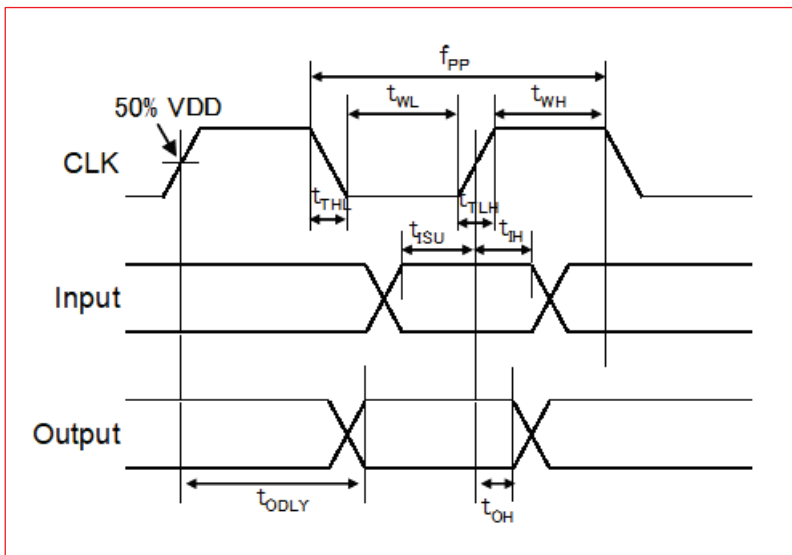 fPP
tWL
tWH
50% VDD
CLK
tTHL
tTLH
tISU
tIH
Input
Output
tODLY
tOH